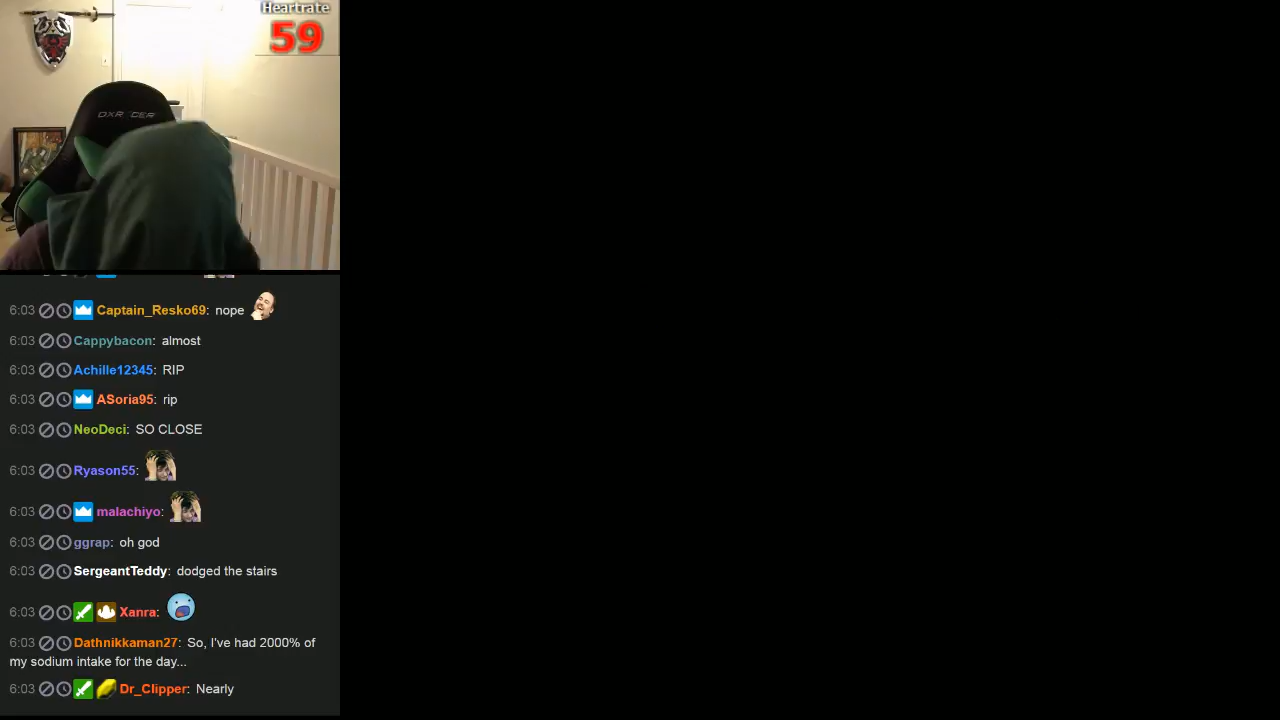 Heartrate
59
DXRACER
6:03 Captain_Resko69: nope
6:03 Cappybacon: almost
6:03 Achille12345: RIP
6:03 ASoria95: rip
6:03 NeoDeci: SO CLOSE
6:03 Ryason55:
6:03 malachiyo:
6:03 ggrap: oh god
6:03 SergeantTeddy: dodged the stairs
6:03 Xanra:
6:03 Dathnikkaman27: So, I've had 2000% of
my sodium intake for the day...
6:03 Dr_Clipper: Nearly